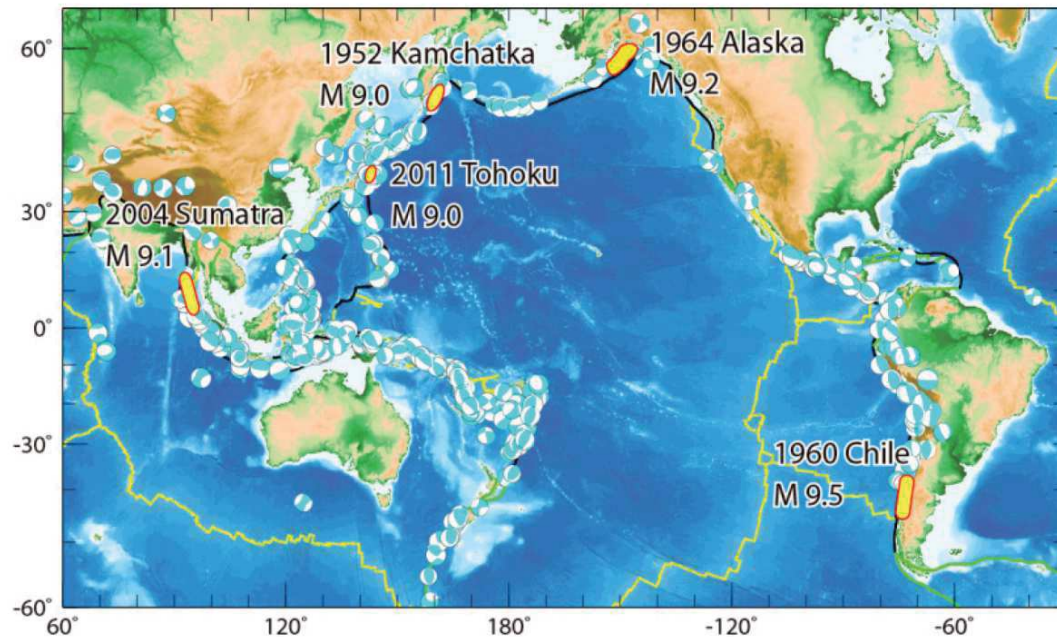 60°
30°
0°
-30°
-60°
1952 Kamchatka
M 9.0
1964 Alaska
M 9.2
2011 Tohoku
M 9.0
2004 Sumatra
M 9.1
1960 Chile
M 9.5
60
120
180
-120
-60